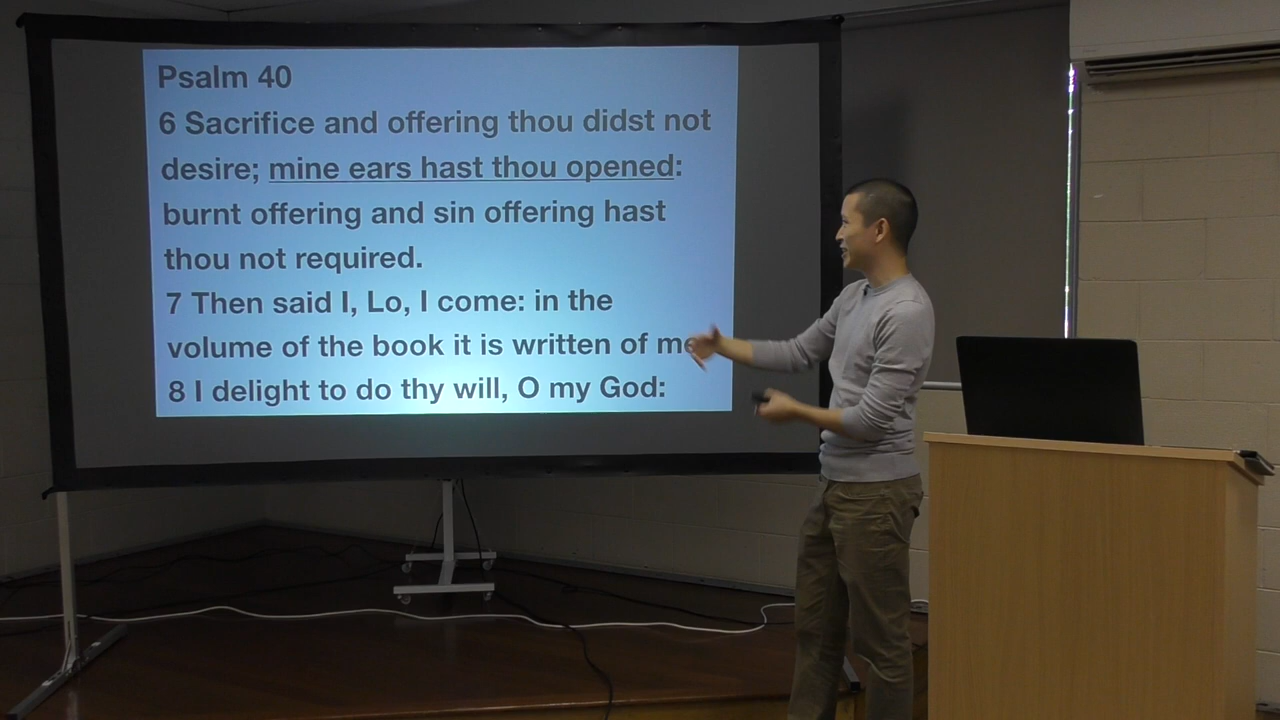 Psalm 40
6 Sacrifice and offering thou didst not
desire; mine ears hast thou opened:
burnt offering and sin offering hast
thou not required.
7 Then said I, Lo, I come: in the
volume of the book it is written of me
8 I delight to do thy will, O my God: